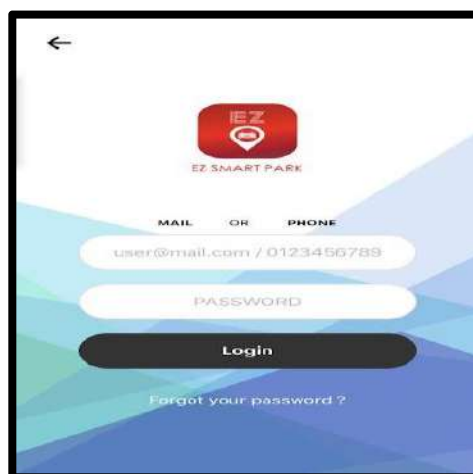 EZ
EZ SMART PARK
MAIL OR PHONE
user@mail.com / 0123456789
PASSWORD
Login
Forgot your password ?